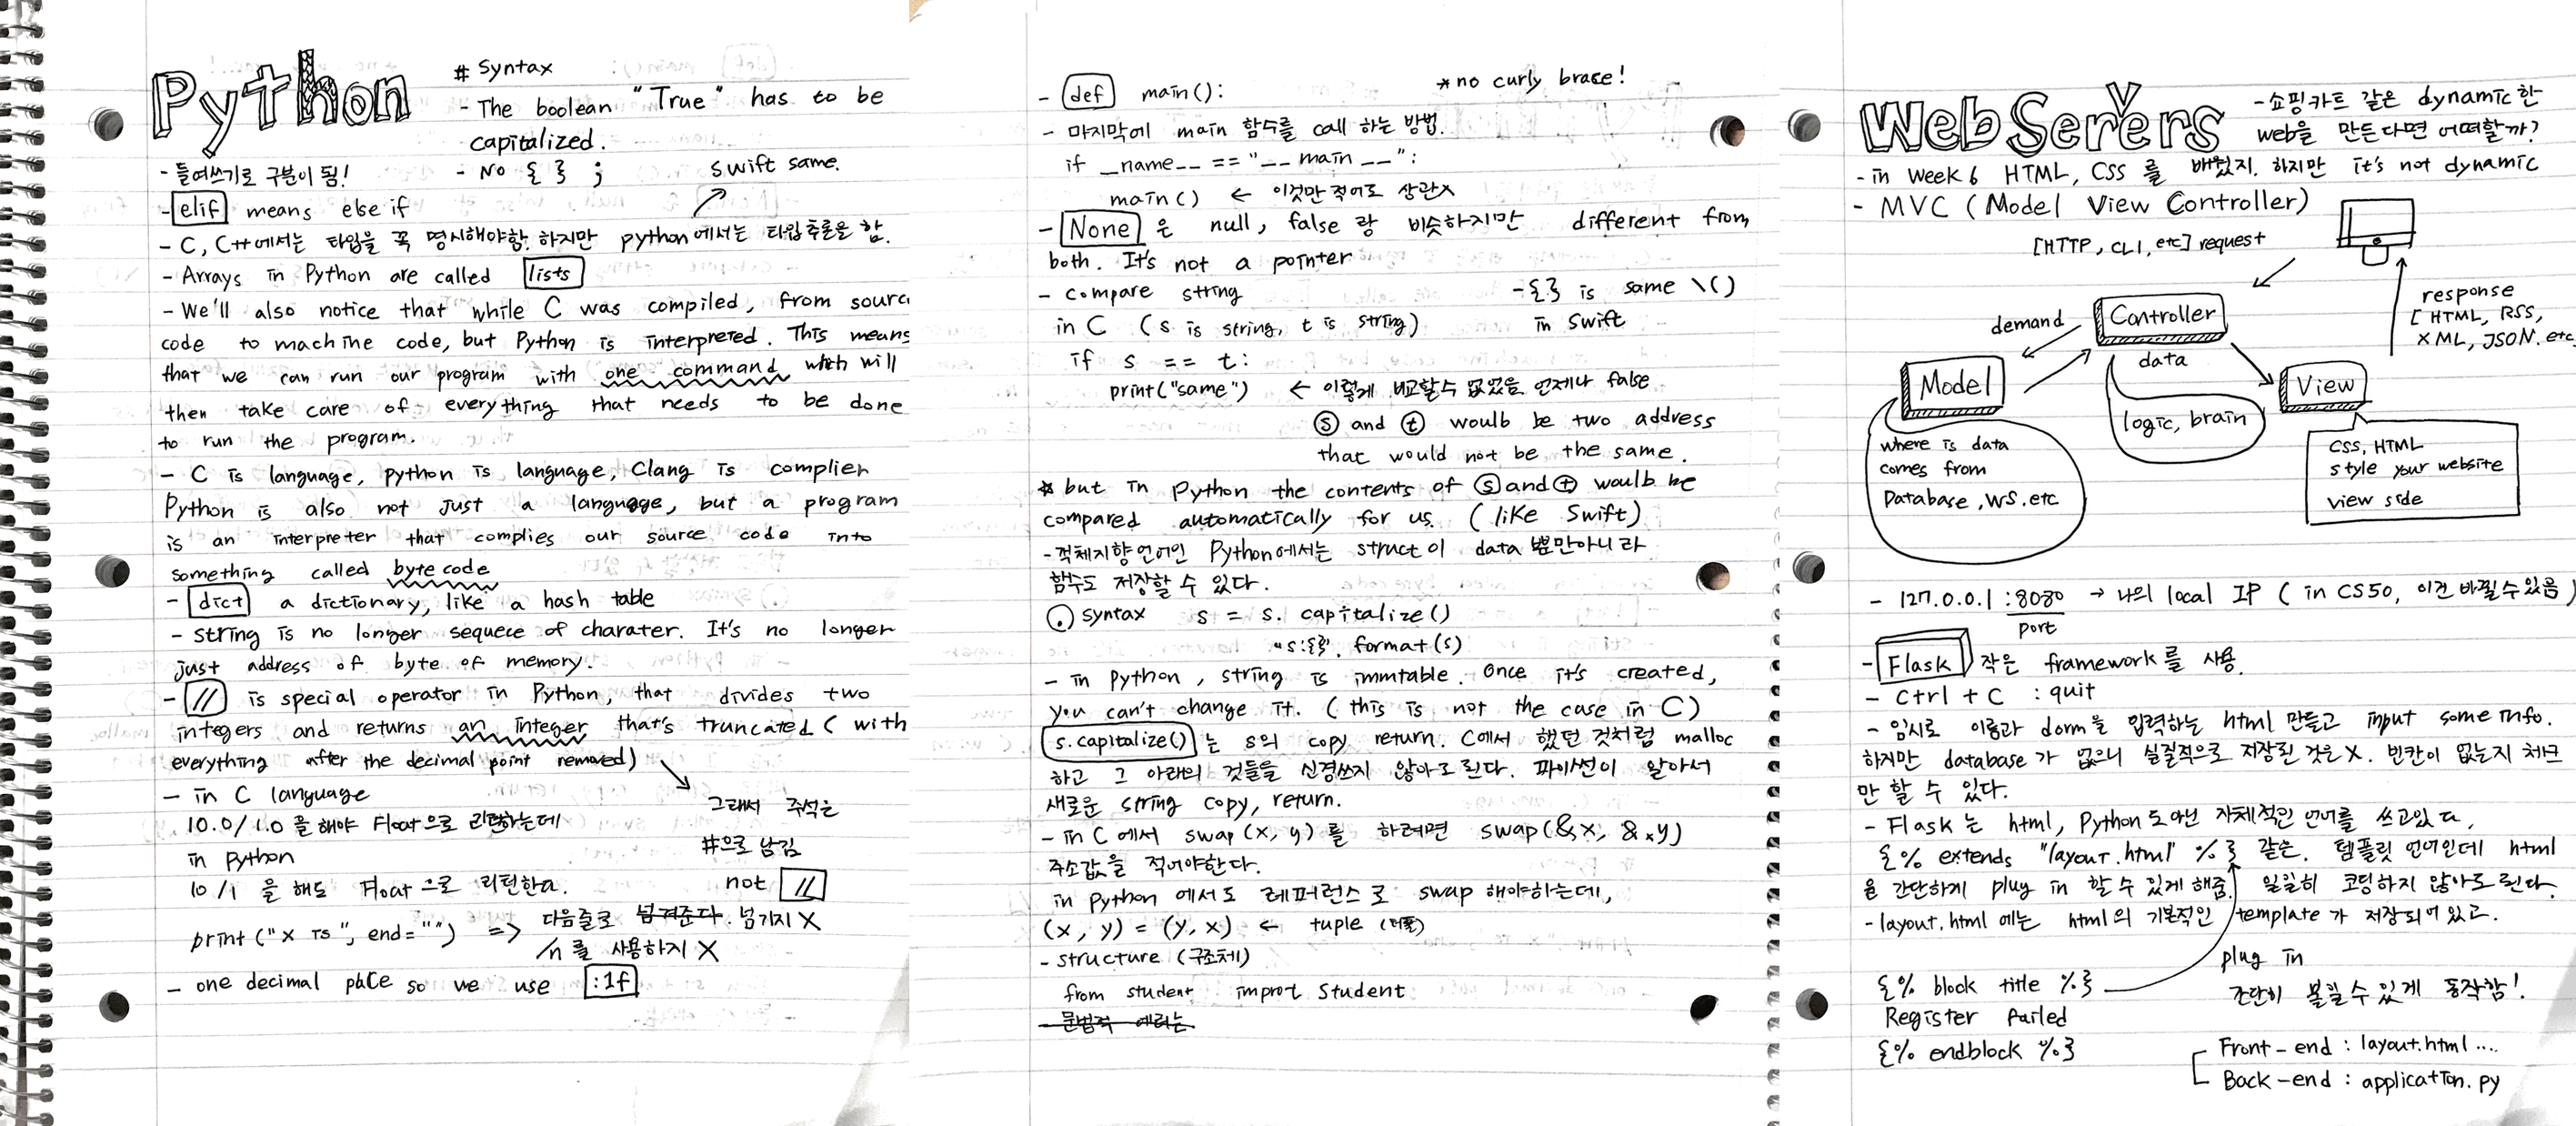 Python
# Syntax
- The boolean "True" has to be
capitalized.
- No { } ;
swift same.
- 들여쓰기로 구분이 됨!
- elif means else if
- C, C++에서는 타입을 꼭 명시해야함. 하지만 python에서는 타입추론을 함.
- Arrays in Python are called lists
- We'll also notice that while C was compiled, from sourc
code to machine code, but Python is interpreted. This means
that we can run our program with one command which will
then take care of everything that needs to be done
to run the program.
- C is language, python is language, Clang is complier
Python is also not just a language, but a program
is an interpreter that complies our source code into
something called byte code
- dict a dictionary, like a hash table
- string is no longer sequece of charater. It's no longer
just address of byte of memory.
- // is special operator in Python, that divides two
integers and returns an integer that's truncated ( with
everything after the decimal point removed)
그래서 주석은
#으로 남김
not //
- in C language
10.0/1.0 을 해야 Float으로 리턴하는데
in python
10/1 을 해도 Float으로 리턴한다.
print ("x is ", end="") => 다음줄로 넘겨준다. 넘기지 X
/n 를 사용하지 X
- one decimal place so we use :1f
- def main():
*no curly brace!
- 마지막에 main 함수를 call 하는 방법.
if __name__ == "__main__":
main() ← 이것만 적어도 상관X
- None 은 null, false 랑 비슷하지만 different from
both. It's not a pointer
- compare string
in C (s is string, t is string)
-{ } is same \()
in swift
if s == t:
print("same") ← 이렇게 비교할수 없었음. 언제나 false
s and t would be two address
that would not be the same.
* but in Python the contents of s and t would be
compared automatically for us. (like Swift)
- 객체지향언어인 Python에서는 struct이 data 뿐만아니라
함수도 저장할 수 있다.
. syntax s = s. capitalize()
"s:{}". format(s)
- in python, string is immtable. Once it's created,
you can't change it. (this is not the case in C)
s.capitalize() 는 s의 copy return. C에서 했던 것처럼 malloc
하고 그 아래의 것들을 신경쓰지 않아도 된다. 파이썬이 알아서
새로운 string copy, return.
- in C 에서 swap (x, y) 를 하려면 swap(&x, &y)
주소값을 적어야한다.
in Python 에서도 레퍼런스로 swap 해야하는데,
(x, y) = (y, x) ← tuple (터플)
- structure (구조체)
from student improt Student
- 문법적 에러는
Web Servers
- 쇼핑카트 같은 dynamic한
web을 만든다면 어떠할까?
- in week 6 HTML, CSS 를 배웠지. 하지만 it's not dynamic
- MVC (Model View Controller)
[HTTP, CLI, etc] request
response
[HTML, RSS,
XML, JSON. etc
Controller
demand
data
Model
View
logic, brain
where is data
comes from
Database, WS. etc
CSS, HTML
style your website
view side
- 127.0.0.1 :8080 → 나의 local IP ( in CS50, 이건 바뀔수있음 )
port
- Flask 작은 framework를 사용.
- Ctrl + C : quit
- 임시로 이름과 dorm을 입력하는 html 만들고 input some info.
하지만 database가 없으니 실질적으로 저장된 것은 X. 빈칸이 없는지 체크
만 할 수 있다.
- Flask 는 html, Python도 아닌 자체적인 언어를 쓰고있다,
{% extends "layout.html" %} 같은. 템플릿 언어인데 html
을 간단하게 plug in 할 수 있게 해줌. 일일히 코딩하지 않아도 된다.
- layout.html 에는 html의 기본적인 template가 저장되어 있고.
plug in
{% block title %}
Register failed
{% endblock %}
Front-end : layout.html ....
Back-end : application. py